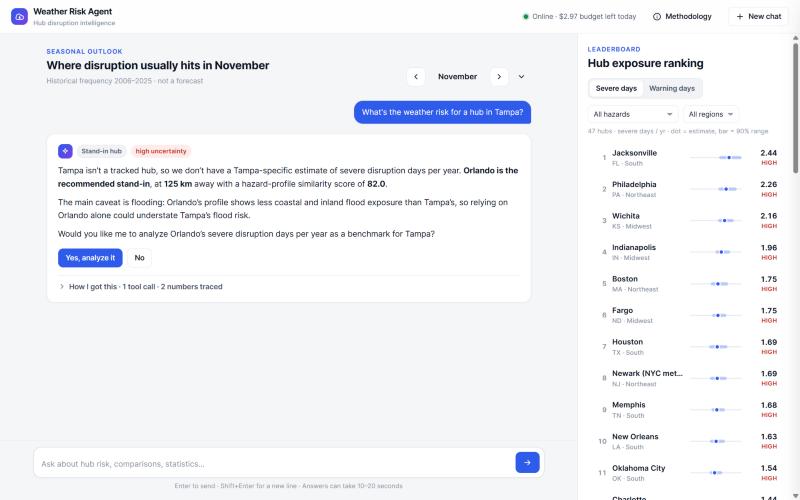 Weather Risk Agent
Hub disruption intelligence
Online · $2.97 budget left today
Methodology
+ New chat
SEASONAL OUTLOOK
Where disruption usually hits in November
Historical frequency 2006–2025 · not a forecast
November
What's the weather risk for a hub in Tampa?
Stand-in hub
high uncertainty
Tampa isn't a tracked hub, so we don't have a Tampa-specific estimate of severe disruption days per year. Orlando is the
recommended stand-in, at 125 km away with a hazard-profile similarity score of 82.0.
The main caveat is flooding: Orlando's profile shows less coastal and inland flood exposure than Tampa's, so relying on
Orlando alone could understate Tampa's flood risk.
Would you like me to analyze Orlando's severe disruption days per year as a benchmark for Tampa?
Yes, analyze it
No
How I got this · 1 tool call · 2 numbers traced
Ask about hub risk, comparisons, statistics…
Enter to send · Shift+Enter for a new line · Answers can take 10–20 seconds
LEADERBOARD
Hub exposure ranking
Severe days
Warning days
All hazards
All regions
47 hubs · severe days / yr · dot = estimate, bar = 90% range
1 Jacksonville 2.44
FL · South HIGH
2 Philadelphia 2.26
PA · Northeast HIGH
3 Wichita 2.16
KS · Midwest HIGH
4 Indianapolis 1.96
IN · Midwest HIGH
5 Boston 1.75
MA · Northeast HIGH
6 Fargo 1.75
ND · Midwest HIGH
7 Houston 1.69
TX · South HIGH
8 Newark (NYC met… 1.69
NJ · Northeast HIGH
9 Memphis 1.68
TN · South HIGH
10 New Orleans 1.63
LA · South HIGH
11 Oklahoma City 1.54
OK · South HIGH
Charlotte 1.44